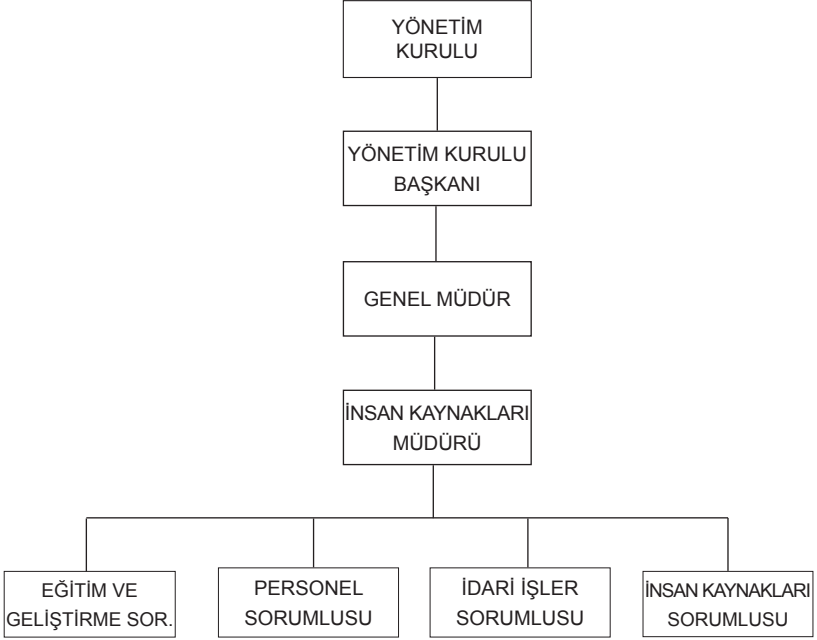 YÖNETİM
KURULU
YÖNETİM KURULU
BAŞKANI
GENEL MÜDÜR
İNSAN KAYNAKLARI
MÜDÜRÜ
EĞİTİM VE
GELİŞTİRME SOR.
PERSONEL
SORUMLUSU
İDARİ İŞLER
SORUMLUSU
İNSAN KAYNAKLARI
SORUMLUSU